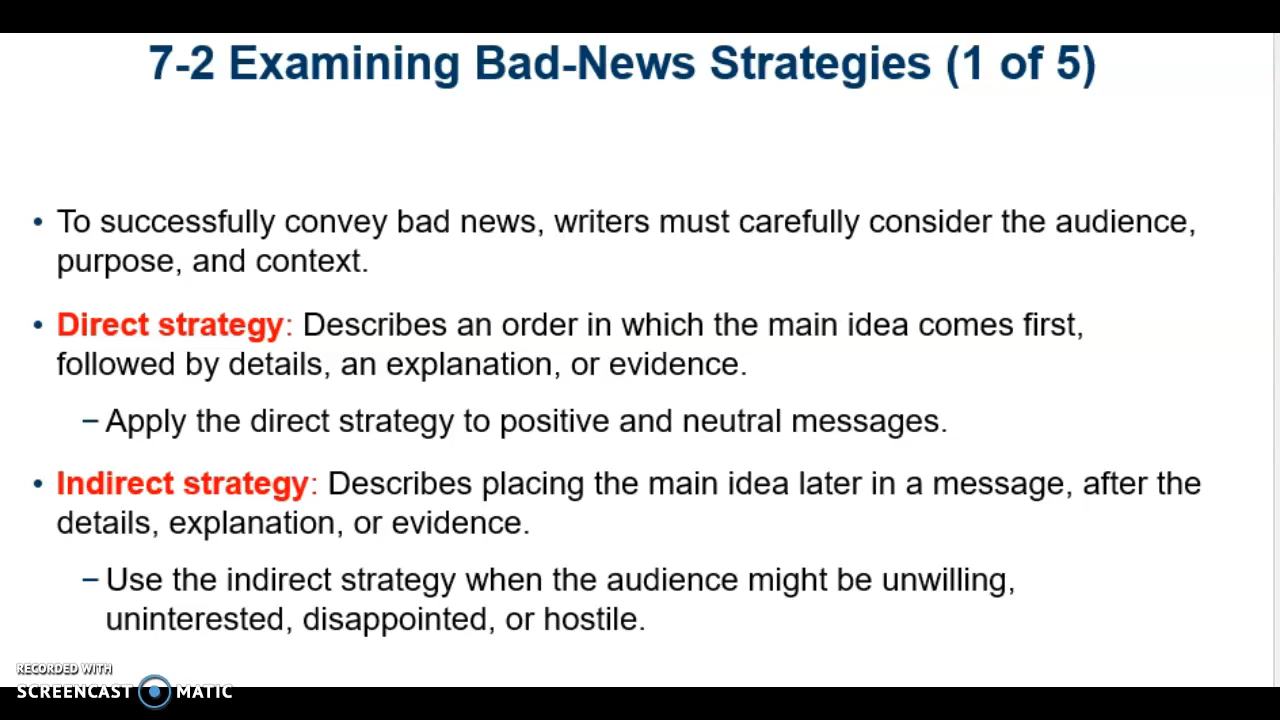 7-2 Examining Bad-News Strategies (1 of 5)
• To successfully convey bad news, writers must carefully consider the audience,
purpose, and context.
• Direct strategy: Describes an order in which the main idea comes first,
followed by details, an explanation, or evidence.
– Apply the direct strategy to positive and neutral messages.
• Indirect strategy: Describes placing the main idea later in a message, after the
details, explanation, or evidence.
– Use the indirect strategy when the audience might be unwilling,
uninterested, disappointed, or hostile.
RECORDED WITH
SCREENCAST MATIC